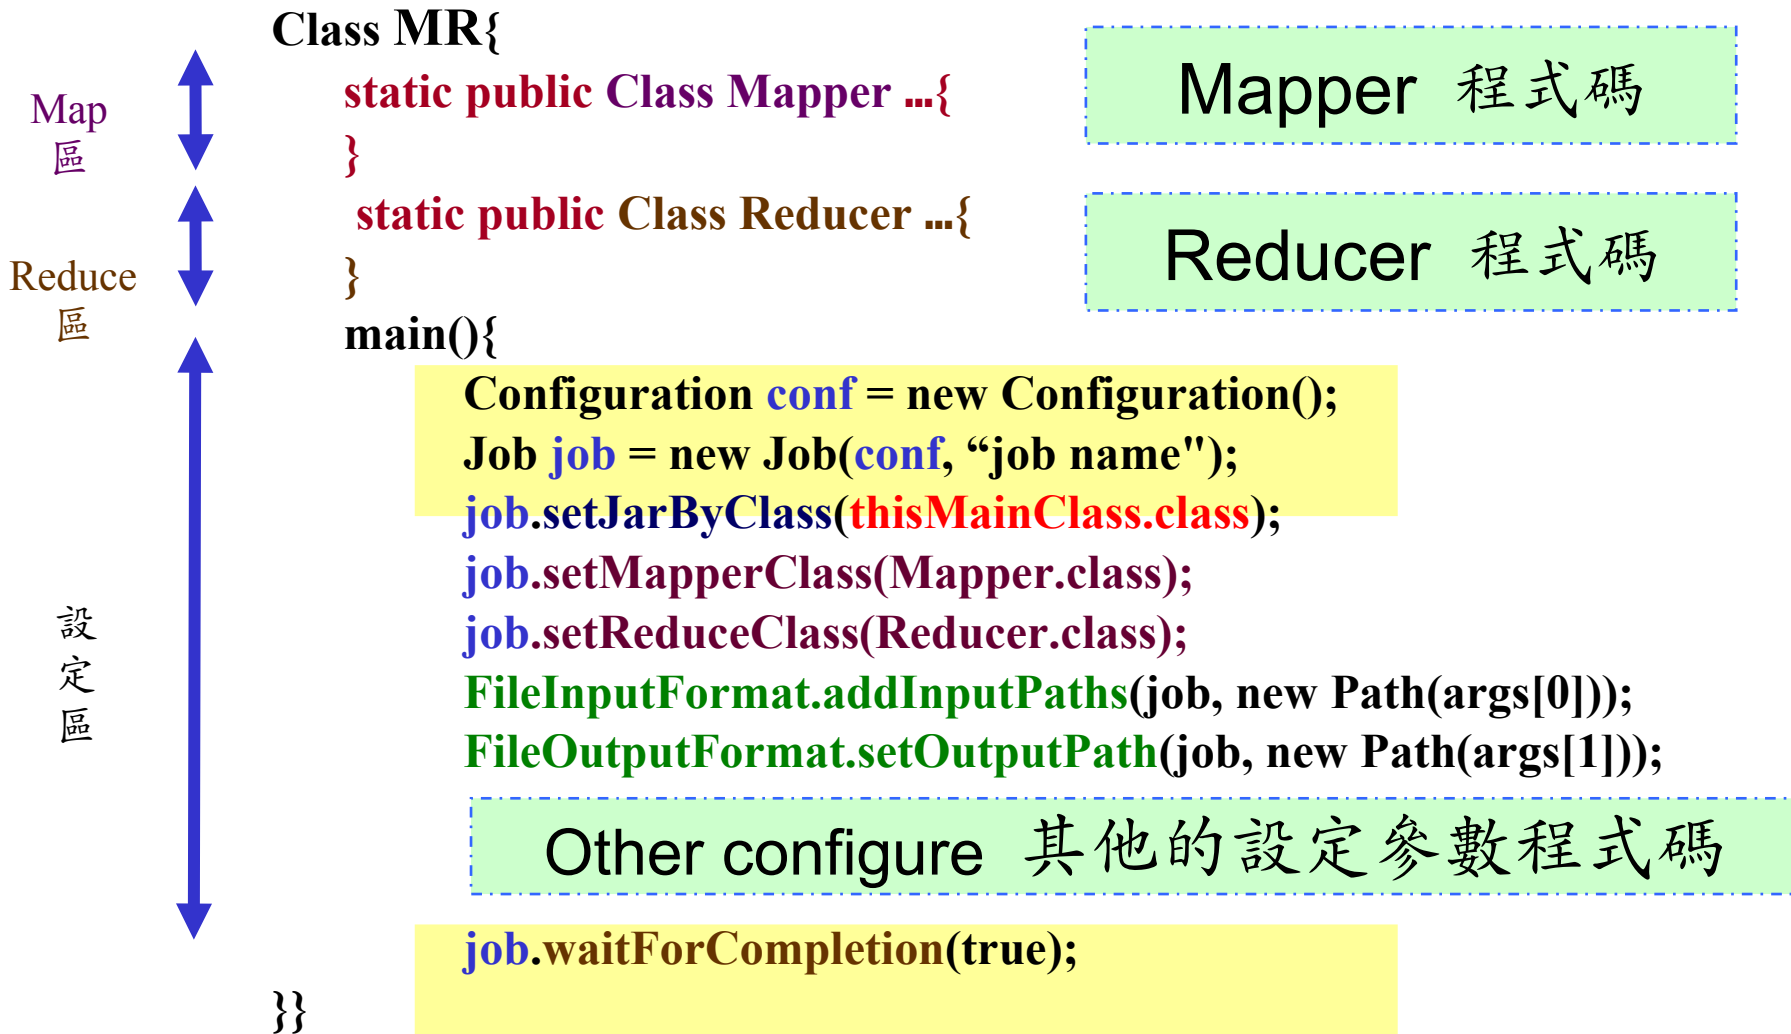 Class MR{
static public Class Mapper …{
}
static public Class Reducer …{
}
main(){
Configuration conf = new Configuration();
Job job = new Job(conf, “job name");
job.setJarByClass(thisMainClass.class);
job.setMapperClass(Mapper.class);
job.setReduceClass(Reducer.class);
FileInputFormat.addInputPaths(job, new Path(args[0]));
FileOutputFormat.setOutputPath(job, new Path(args[1]));
Other configure 其他的設定參數程式碼
job.waitForCompletion(true);
}}
Map
區
Reduce
區
設
定
區
Mapper 程式碼
Reducer 程式碼